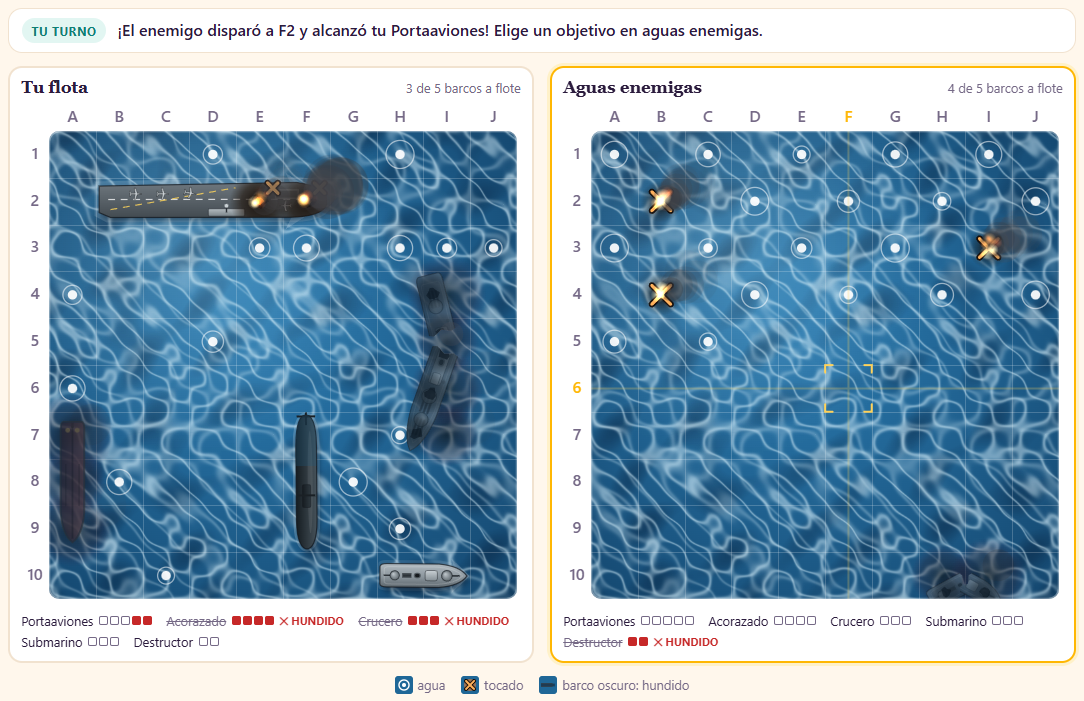 TU TURNO ¡El enemigo disparó a F2 y alcanzó tu Portaaviones! Elige un objetivo en aguas enemigas.
Tu flota 3 de 5 barcos a flote
A B C D E F G H I J
1
2
3
4
5
6
7
8
9
10
Portaaviones Acorazado HUNDIDO Crucero HUNDIDO
Submarino Destructor
Aguas enemigas 4 de 5 barcos a flote
A B C D E F G H I J
1
2
3
4
5
6
7
8
9
10
Portaaviones Acorazado Crucero Submarino
Destructor HUNDIDO
agua tocado barco oscuro: hundido